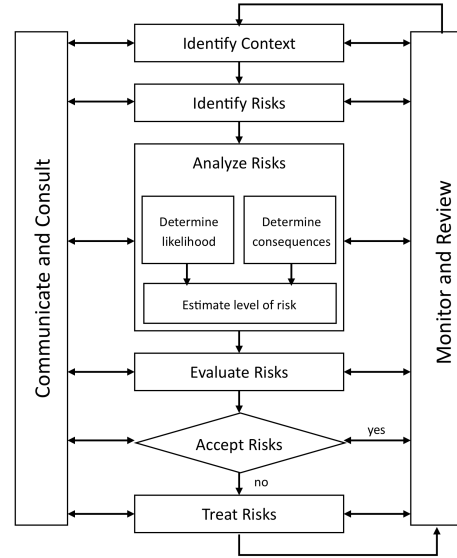 Identify Context
Identify Risks
Analyze Risks
Determine
likelihood
Determine
consequences
Estimate level of risk
Evaluate Risks
Accept Risks
yes
no
Treat Risks
Communicate and Consult
Monitor and Review